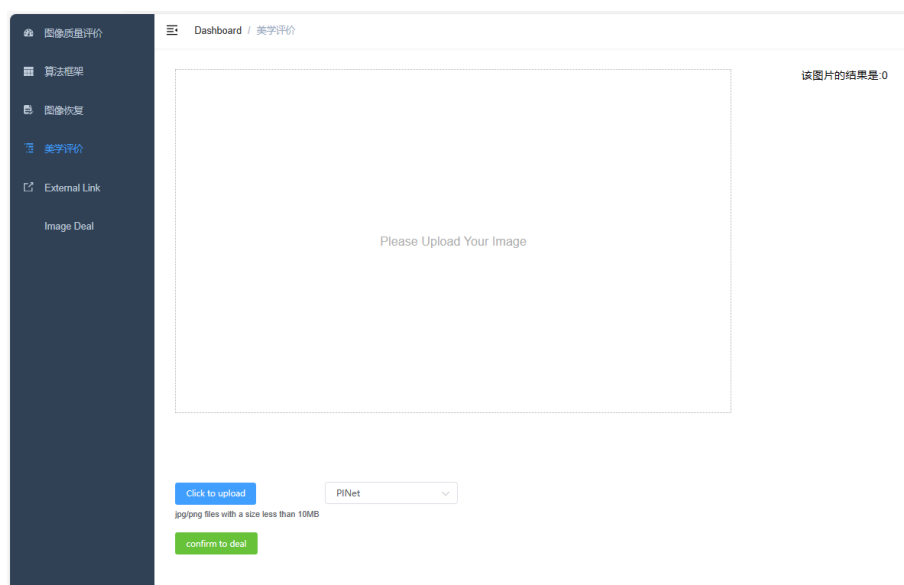 图像质量评价
算法框架
图像恢复
美学评价
External Link
Image Deal
Dashboard / 美学评价
该图片的结果是:0
Please Upload Your Image
Click to upload
PINet
jpg/png files with a size less than 10MB
confirm to deal